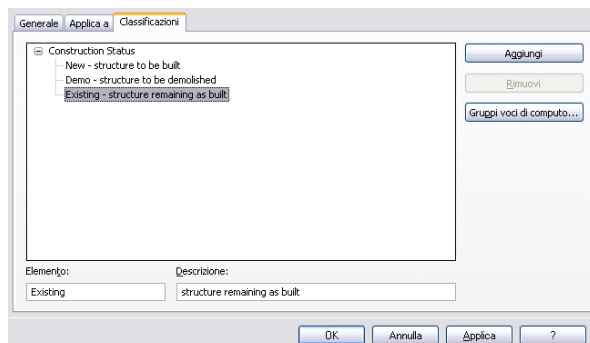 Generale Applica a Classificazioni
Construction Status
New - structure to be built
Demo - structure to be demolished
Existing - structure remaining as built
Aggiungi
Rimuovi
Gruppi voci di computo...
Elemento: Descrizione:
Existing structure remaining as built
OK Annulla Applica ?